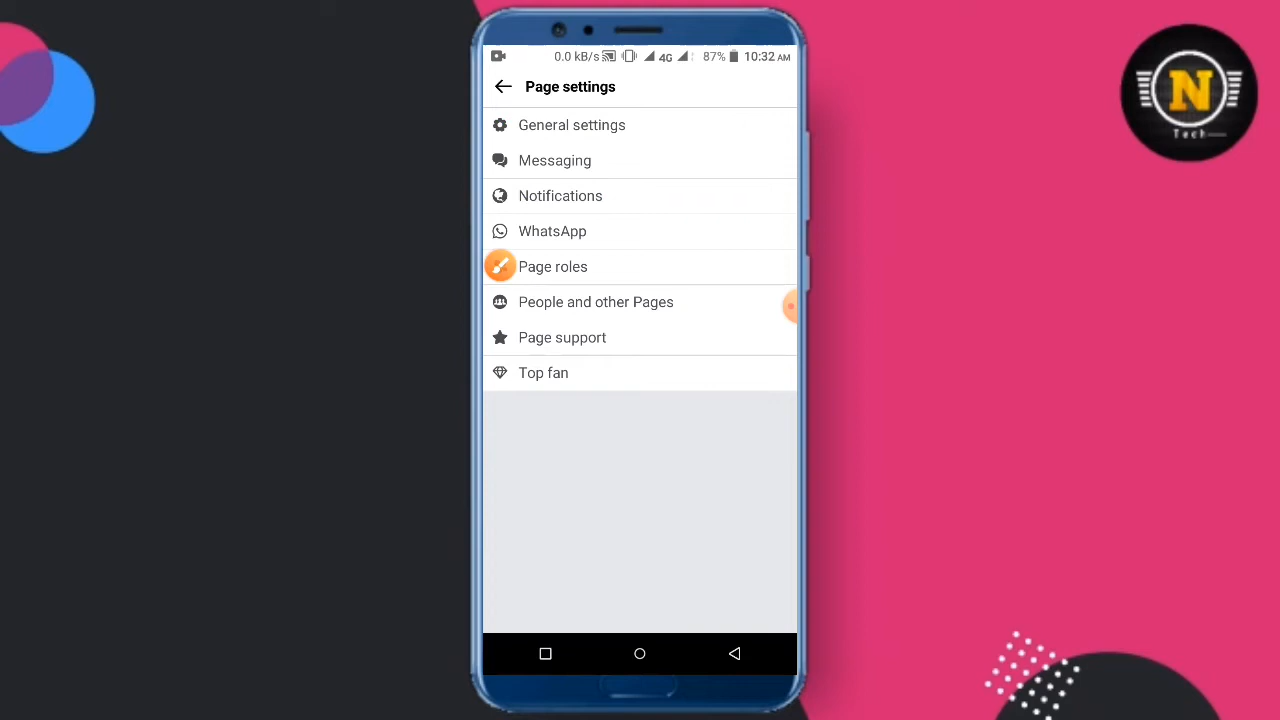 0.0 kB/s 4G 87% 10:32 AM
N
Tech
Page settings
General settings
Messaging
Notifications
WhatsApp
Page roles
People and other Pages
Page support
Top fan